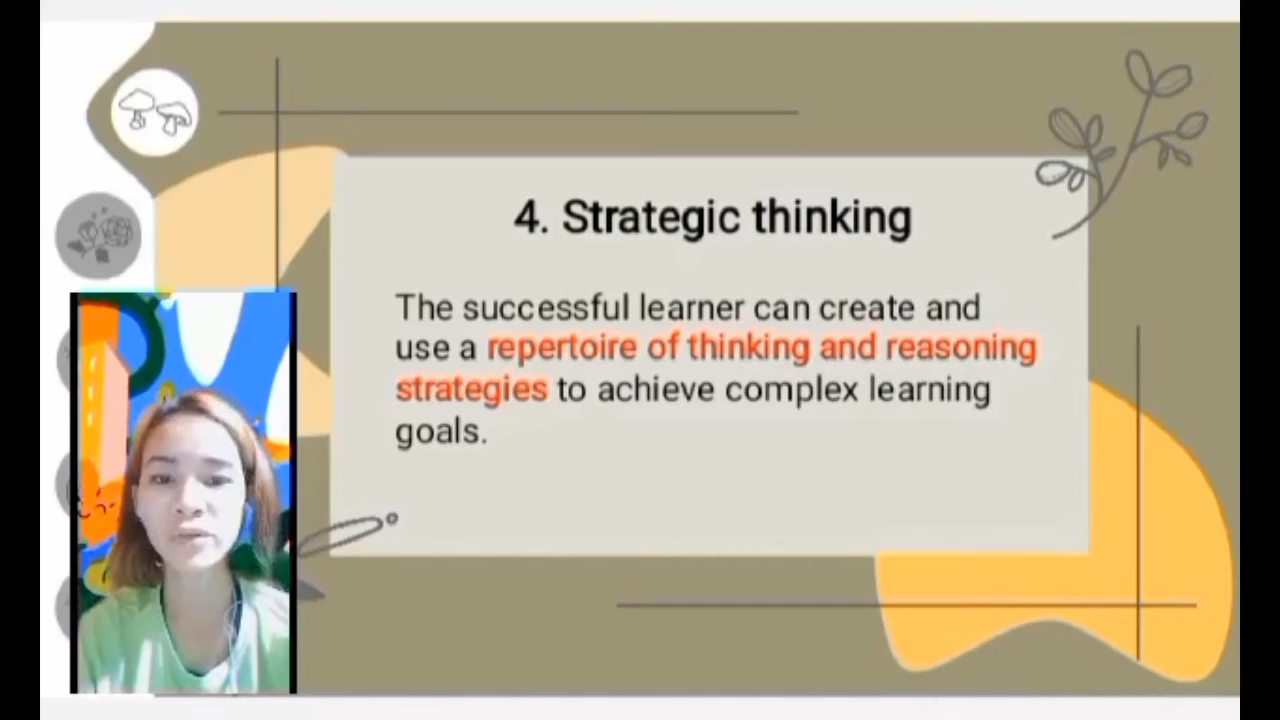 4. Strategic thinking
The successful learner can create and
use a repertoire of thinking and reasoning
strategies to achieve complex learning
goals.